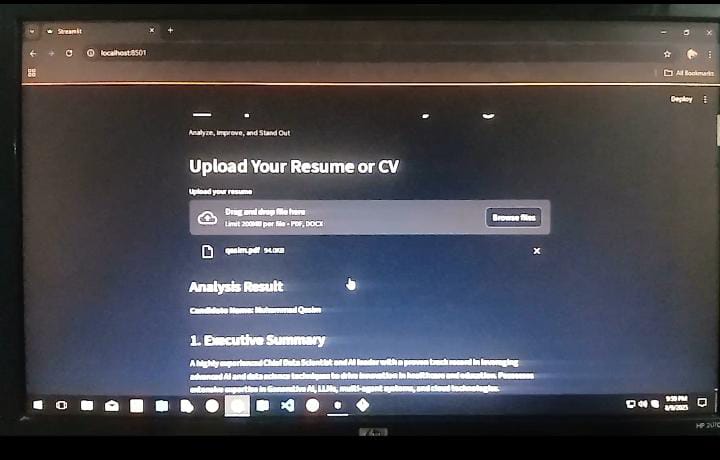 Streamlit
localhost:8501
All Bookmarks
Deploy
Analyze, Improve, and Stand Out
Upload Your Resume or CV
Upload your resume
Drag and drop file here
Limit 200MB per file • PDF, DOCX
Browse files
qasim.pdf 94.0KB
Analysis Result
Candidate Name: Muhammad Qasim
1. Executive Summary
A highly experienced Chief Data Scientist and AI leader with a proven track record in leveraging
advanced AI and data science techniques to drive innovation in healthcare and education. Possesses
extensive expertise in Generative AI, LLMs, multi-agent systems, and cloud technologies.
9:59 PM
hp